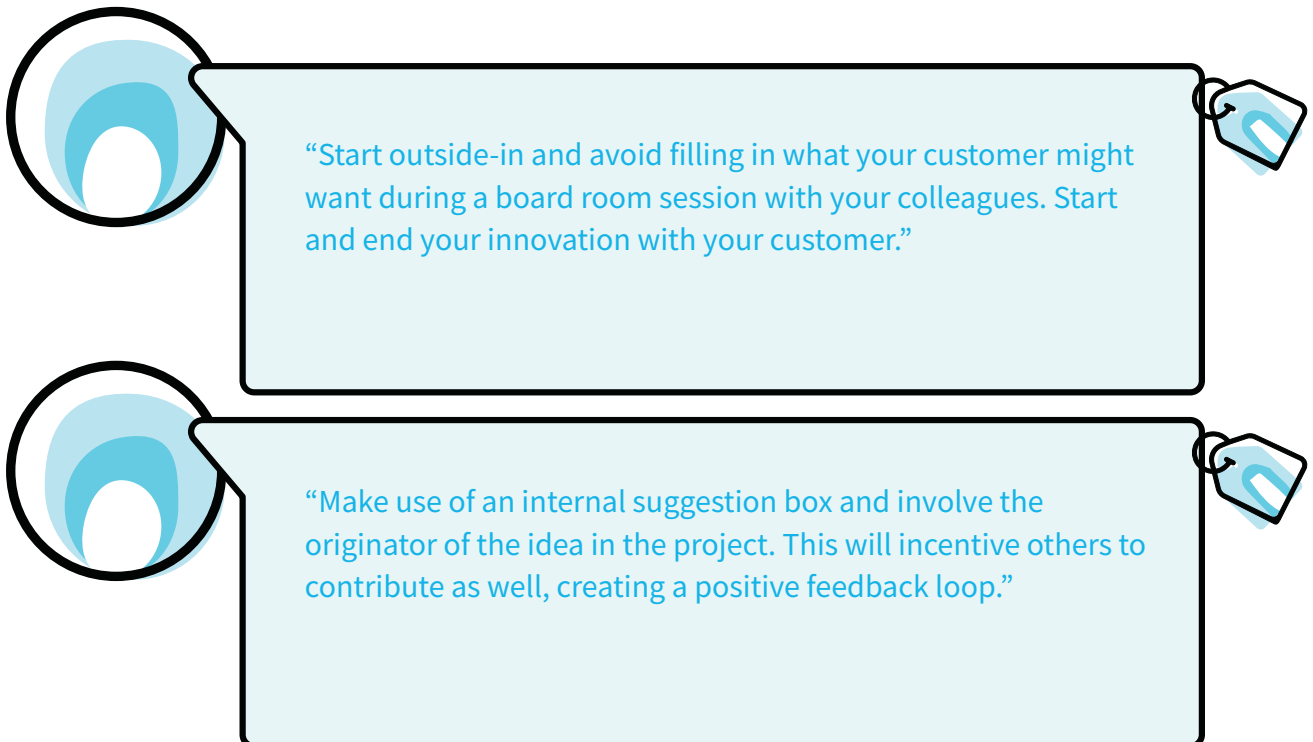 “Start outside-in and avoid filling in what your customer might
want during a board room session with your colleagues. Start
and end your innovation with your customer.”
“Make use of an internal suggestion box and involve the
originator of the idea in the project. This will incentive others to
contribute as well, creating a positive feedback loop.”